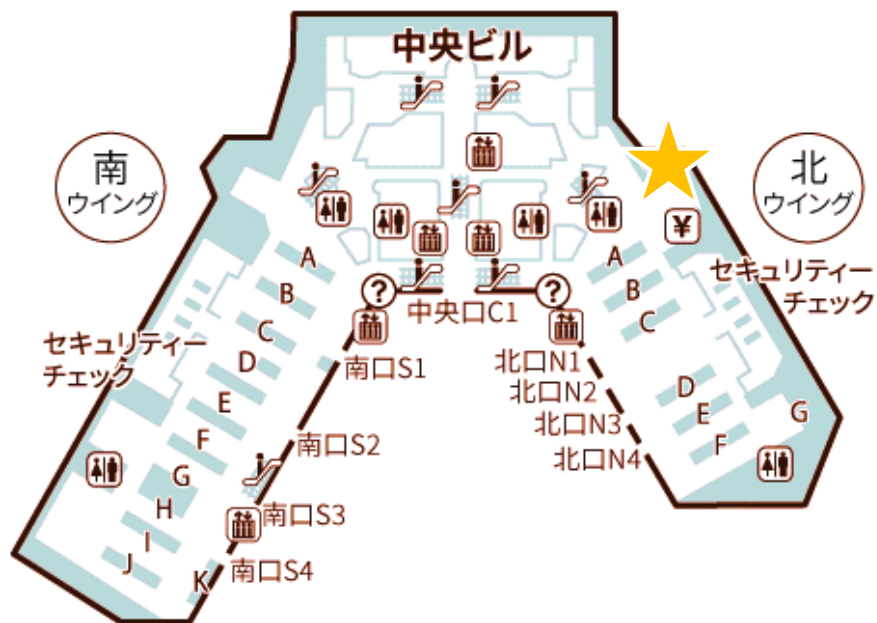 中央ビル
南
ウイング
北
ウイング
¥
A
B
C
D
E
F
G
H
I
J
K
A
B
C
D
E
F
G
セキュリティー
チェック
セキュリティー
チェック
?
?
中央口C1
南口S1
南口S2
南口S3
南口S4
北口N1
北口N2
北口N3
北口N4